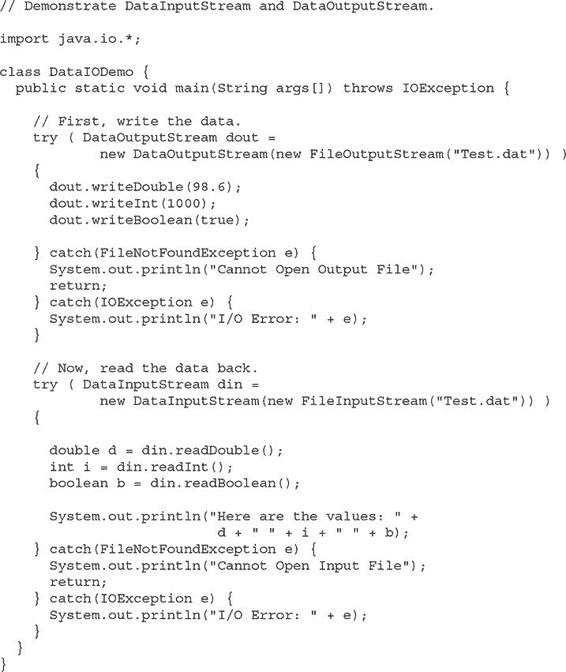 // Demonstrate DataInputStream and DataOutputStream.

import java.io.*;

class DataIODemo {
  public static void main(String args[]) throws IOException {

    // First, write the data.
    try ( DataOutputStream dout =
            new DataOutputStream(new FileOutputStream("Test.dat")) )
    {
      dout.writeDouble(98.6);
      dout.writeInt(1000);
      dout.writeBoolean(true);

    } catch(FileNotFoundException e) {
      System.out.println("Cannot Open Output File");
      return;
    } catch(IOException e) {
      System.out.println("I/O Error: " + e);
    }

    // Now, read the data back.
    try ( DataInputStream din =
            new DataInputStream(new FileInputStream("Test.dat")) )
    {

      double d = din.readDouble();
      int i = din.readInt();
      boolean b = din.readBoolean();

      System.out.println("Here are the values: " +
                          d + " " + i + " " + b);
    } catch(FileNotFoundException e) {
      System.out.println("Cannot Open Input File");
      return;
    } catch(IOException e) {
      System.out.println("I/O Error: " + e);
    }
  }
}